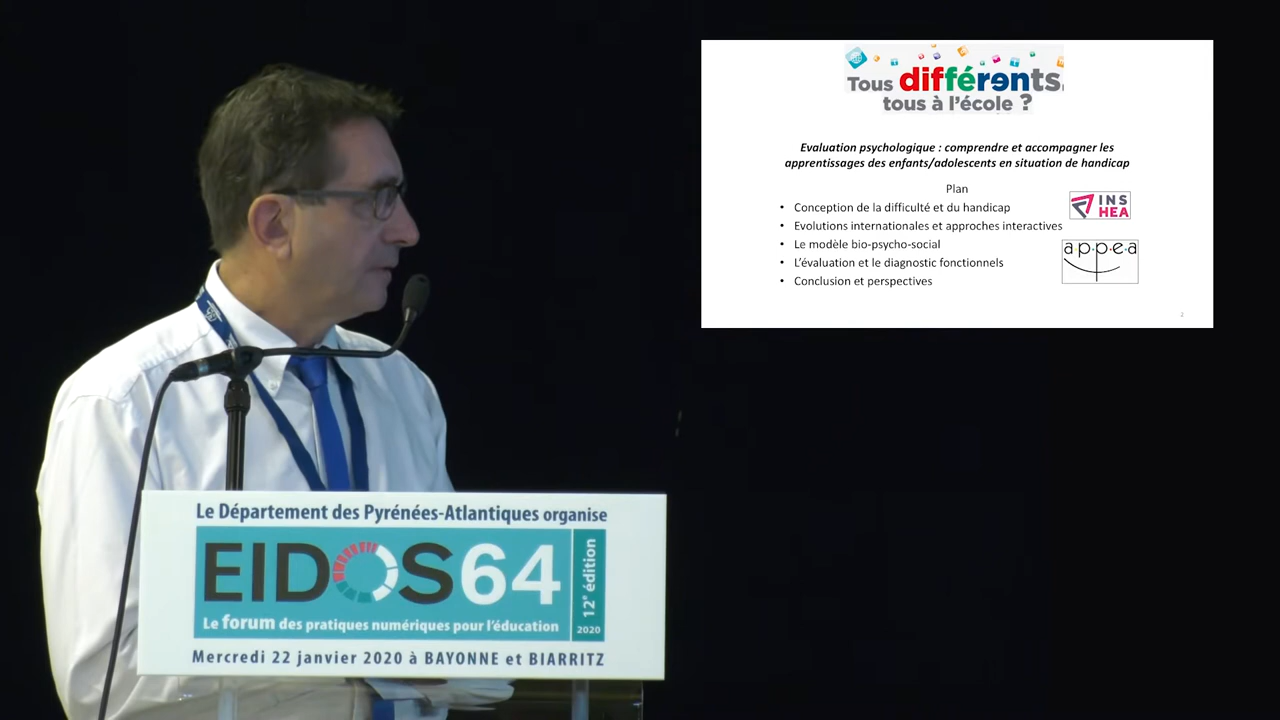 Tous différents,
tous à l'école ?
Evaluation psychologique : comprendre et accompagner les
apprentissages des enfants/adolescents en situation de handicap
Plan
• Conception de la difficulté et du handicap
• Evolutions internationales et approches interactives
• Le modèle bio-psycho-social
• L'évaluation et le diagnostic fonctionnels
• Conclusion et perspectives
INS
HEA
a p.p.e.a
2
Le Département des Pyrénées-Atlantiques organise
EIDOS64
12e édition
2020
Le forum des pratiques numériques pour l'éducation
Mercredi 22 janvier 2020 à BAYONNE et BIARRITZ